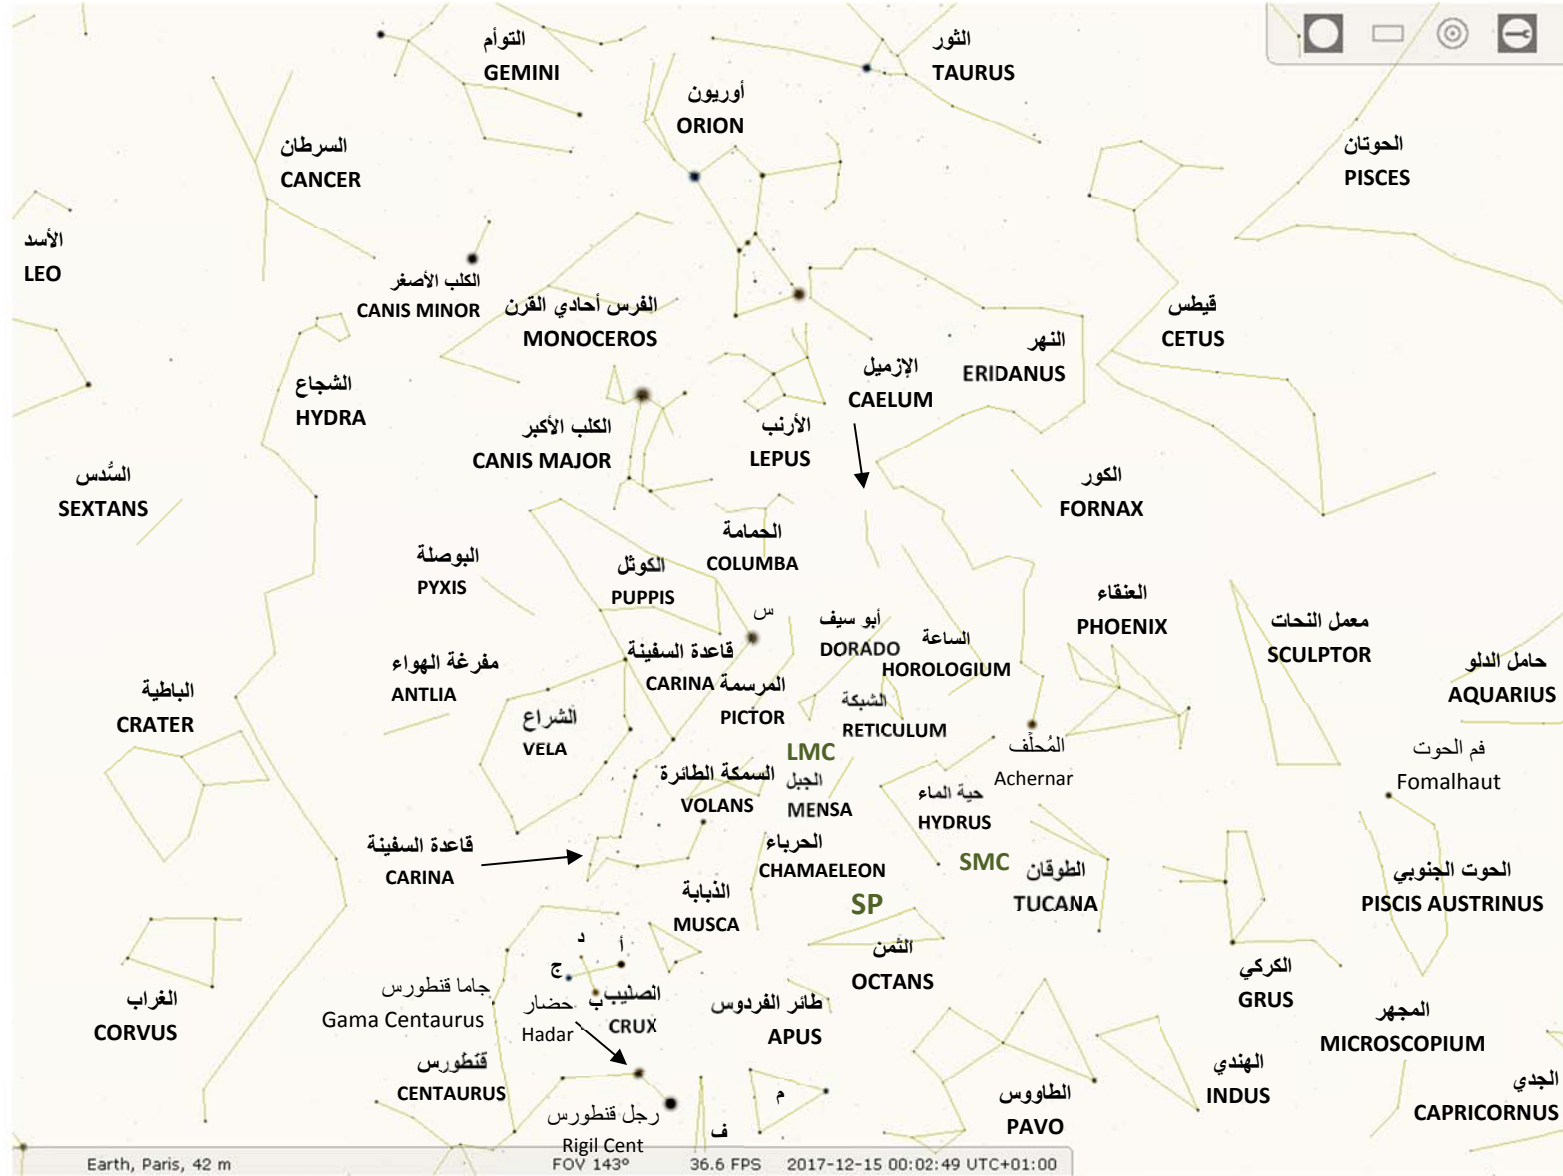 التوأم
GEMINI
الثور
TAURUS
أوريون
ORION
السرطان
CANCER
الحوتان
PISCES
الأسد
LEO
الكلب الأصغر
CANIS MINOR
الفرس أحادي القرن
MONOCEROS
قيطس
CETUS
النهر
ERIDANUS
الإزميل
CAELUM
الشجاع
HYDRA
الكلب الأكبر
CANIS MAJOR
الأرنب
LEPUS
السُّدس
SEXTANS
الكور
FORNAX
الحمامة
COLUMBA
البوصلة
PYXIS
الكوثل
PUPPIS
س
أبو سيف
DORADO
الساعة
HOROLOGIUM
العنقاء
PHOENIX
معمل النحات
SCULPTOR
حامل الدلو
AQUARIUS
قاعدة السفينة
CARINA
المرسمة
PICTOR
مفرغة الهواء
ANTLIA
الباطية
CRATER
الشراع
VELA
الشبكة
RETICULUM
LMC
المُحلِّف
Achernar
فم الحوت
Fomalhaut
السمكة الطائرة
VOLANS
الجبل
MENSA
حية الماء
HYDRUS
قاعدة السفينة
CARINA
الحرباء
CHAMAELEON
SMC
الطوقان
TUCANA
الحوت الجنوبي
PISCIS AUSTRINUS
الذبابة
MUSCA
SP
الثمن
OCTANS
د
أ
ج
ب
الصليب
CRUX
جاما قنطورس
Gama Centaurus
حضار
Hadar
الغراب
CORVUS
طائر الفردوس
APUS
الكركي
GRUS
المجهر
MICROSCOPIUM
قنطورس
CENTAURUS
الهندي
INDUS
الجدي
CAPRICORNUS
الطاووس
PAVO
م
ف
رجل قنطورس
Rigil Cent
Earth, Paris, 42 m FOV 143° 36.6 FPS 2017-12-15 00:02:49 UTC+01:00